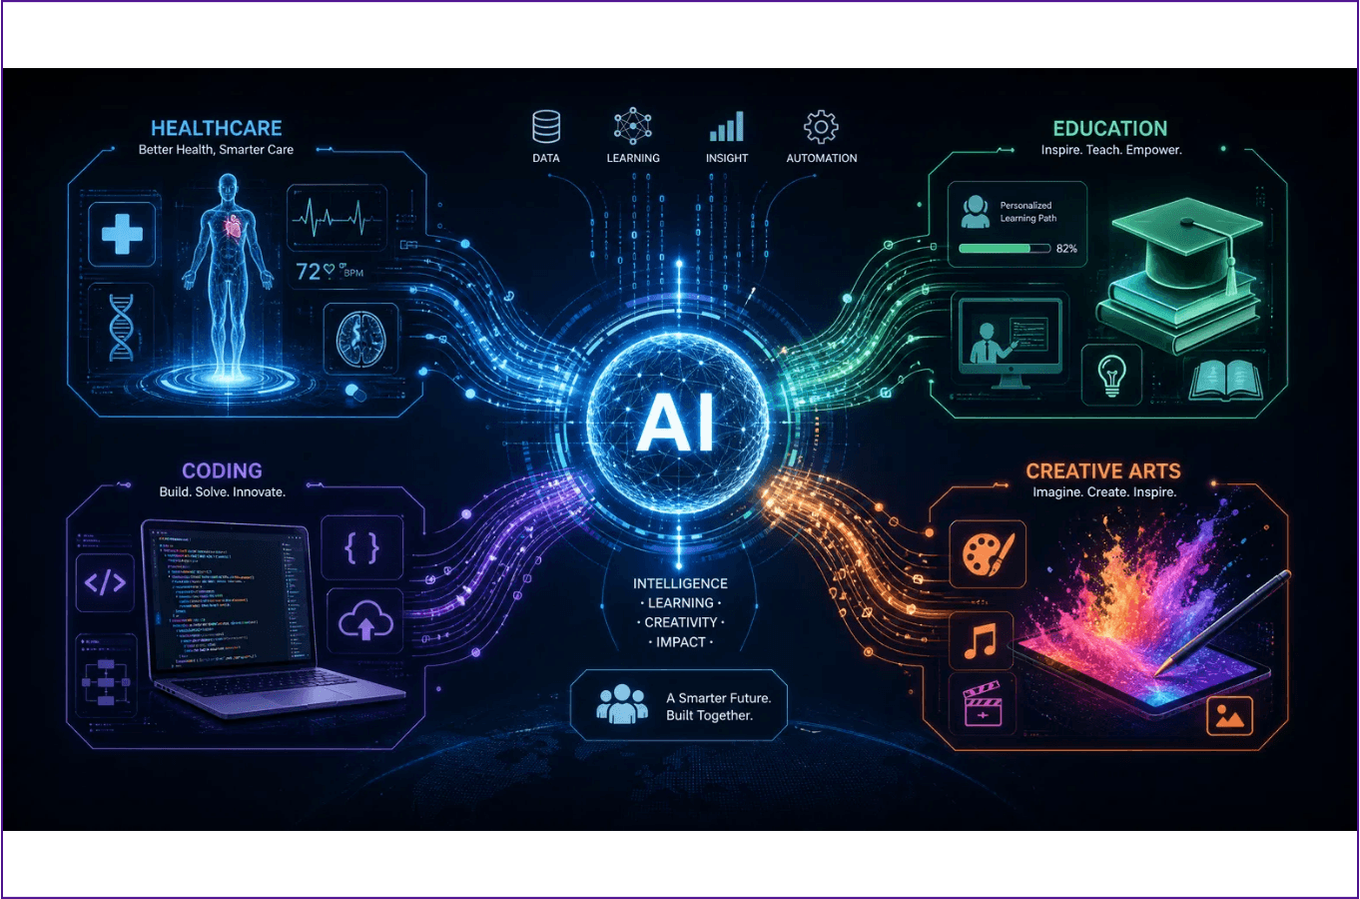 HEALTHCARE
Better Health, Smarter Care
72
BPM
DATA
LEARNING
INSIGHT
AUTOMATION
EDUCATION
Inspire. Teach. Empower.
Personalized
Learning Path
82%
AI
CODING
Build. Solve. Innovate.
</>
{ }
INTELLIGENCE
· LEARNING ·
· CREATIVITY ·
· IMPACT ·
A Smarter Future.
Built Together.
CREATIVE ARTS
Imagine. Create. Inspire.